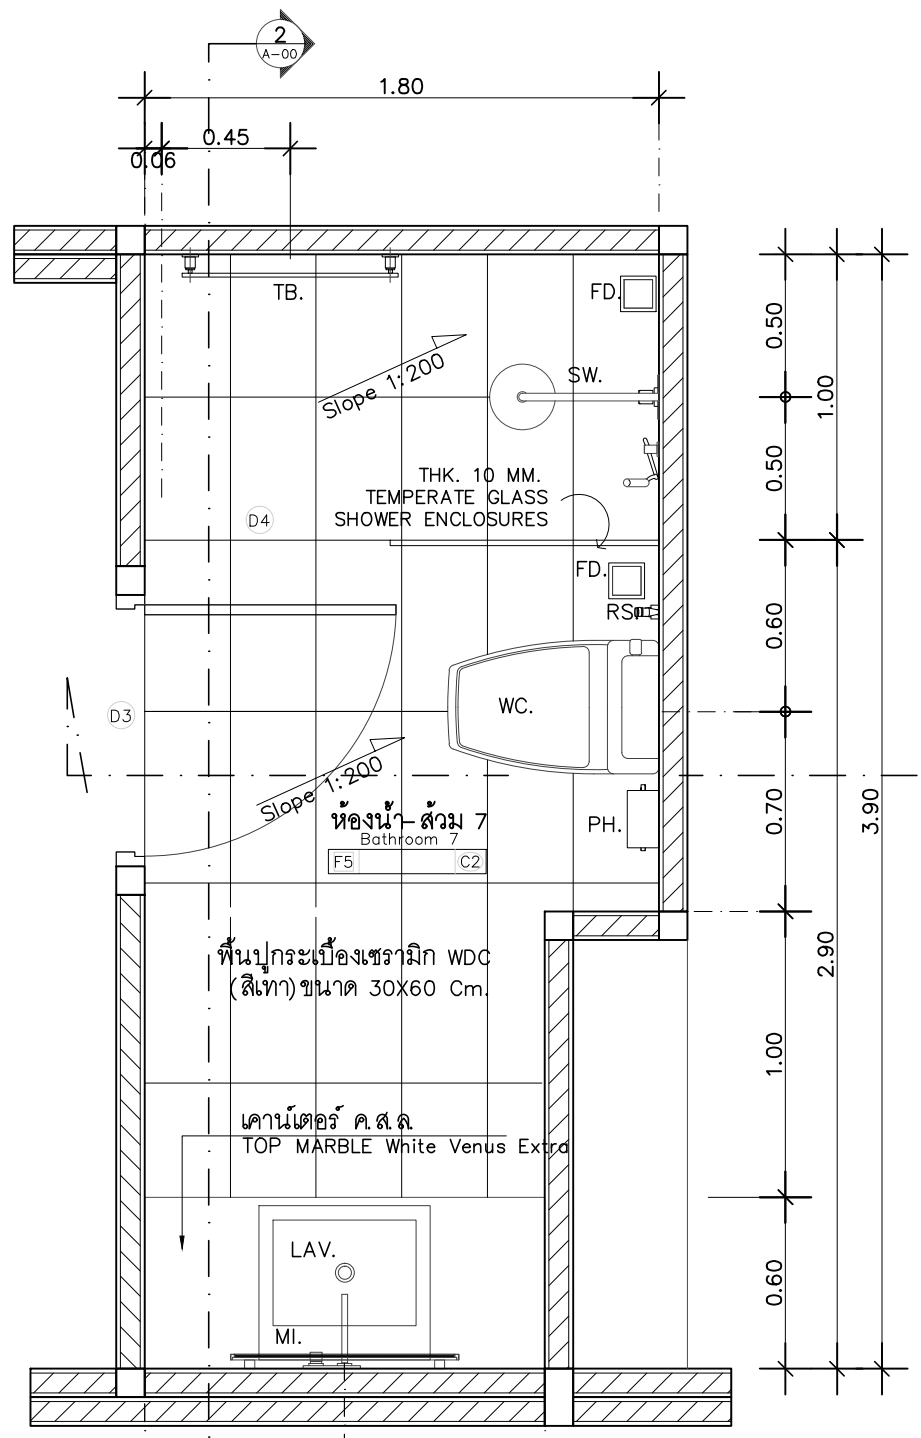 2
A-00
1.80
0.45
0.06
TB.
FD.
0.50
Slope 1:200
SW.
1.00
0.50
THK. 10 MM.
TEMPERATE GLASS
SHOWER ENCLOSURES
D4
FD.
RS.
0.60
WC.
D3
Slope 1:200
0.70
3.90
ห้องน้ำ-ส้วม 7
Bathroom 7
PH.
F5
C2
พื้นปูกระเบื้องเซรามิก WDC
(สีเทา)ขนาด 30X60 Cm.
2.90
1.00
เคาน์เตอร์ ค.ส.ล.
TOP MARBLE White Venus Extra
LAV.
0.60
MI.